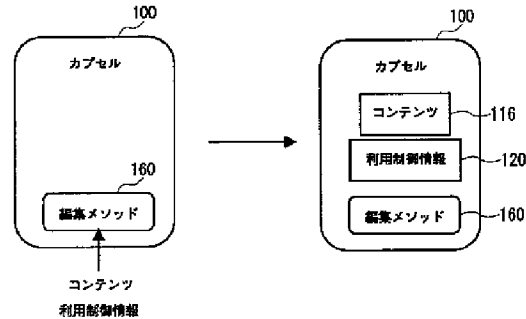 100
カプセル
160
編集メソッド
コンテンツ
利用制御情報
100
カプセル
コンテンツ
116
利用制御情報
120
編集メソッド
160